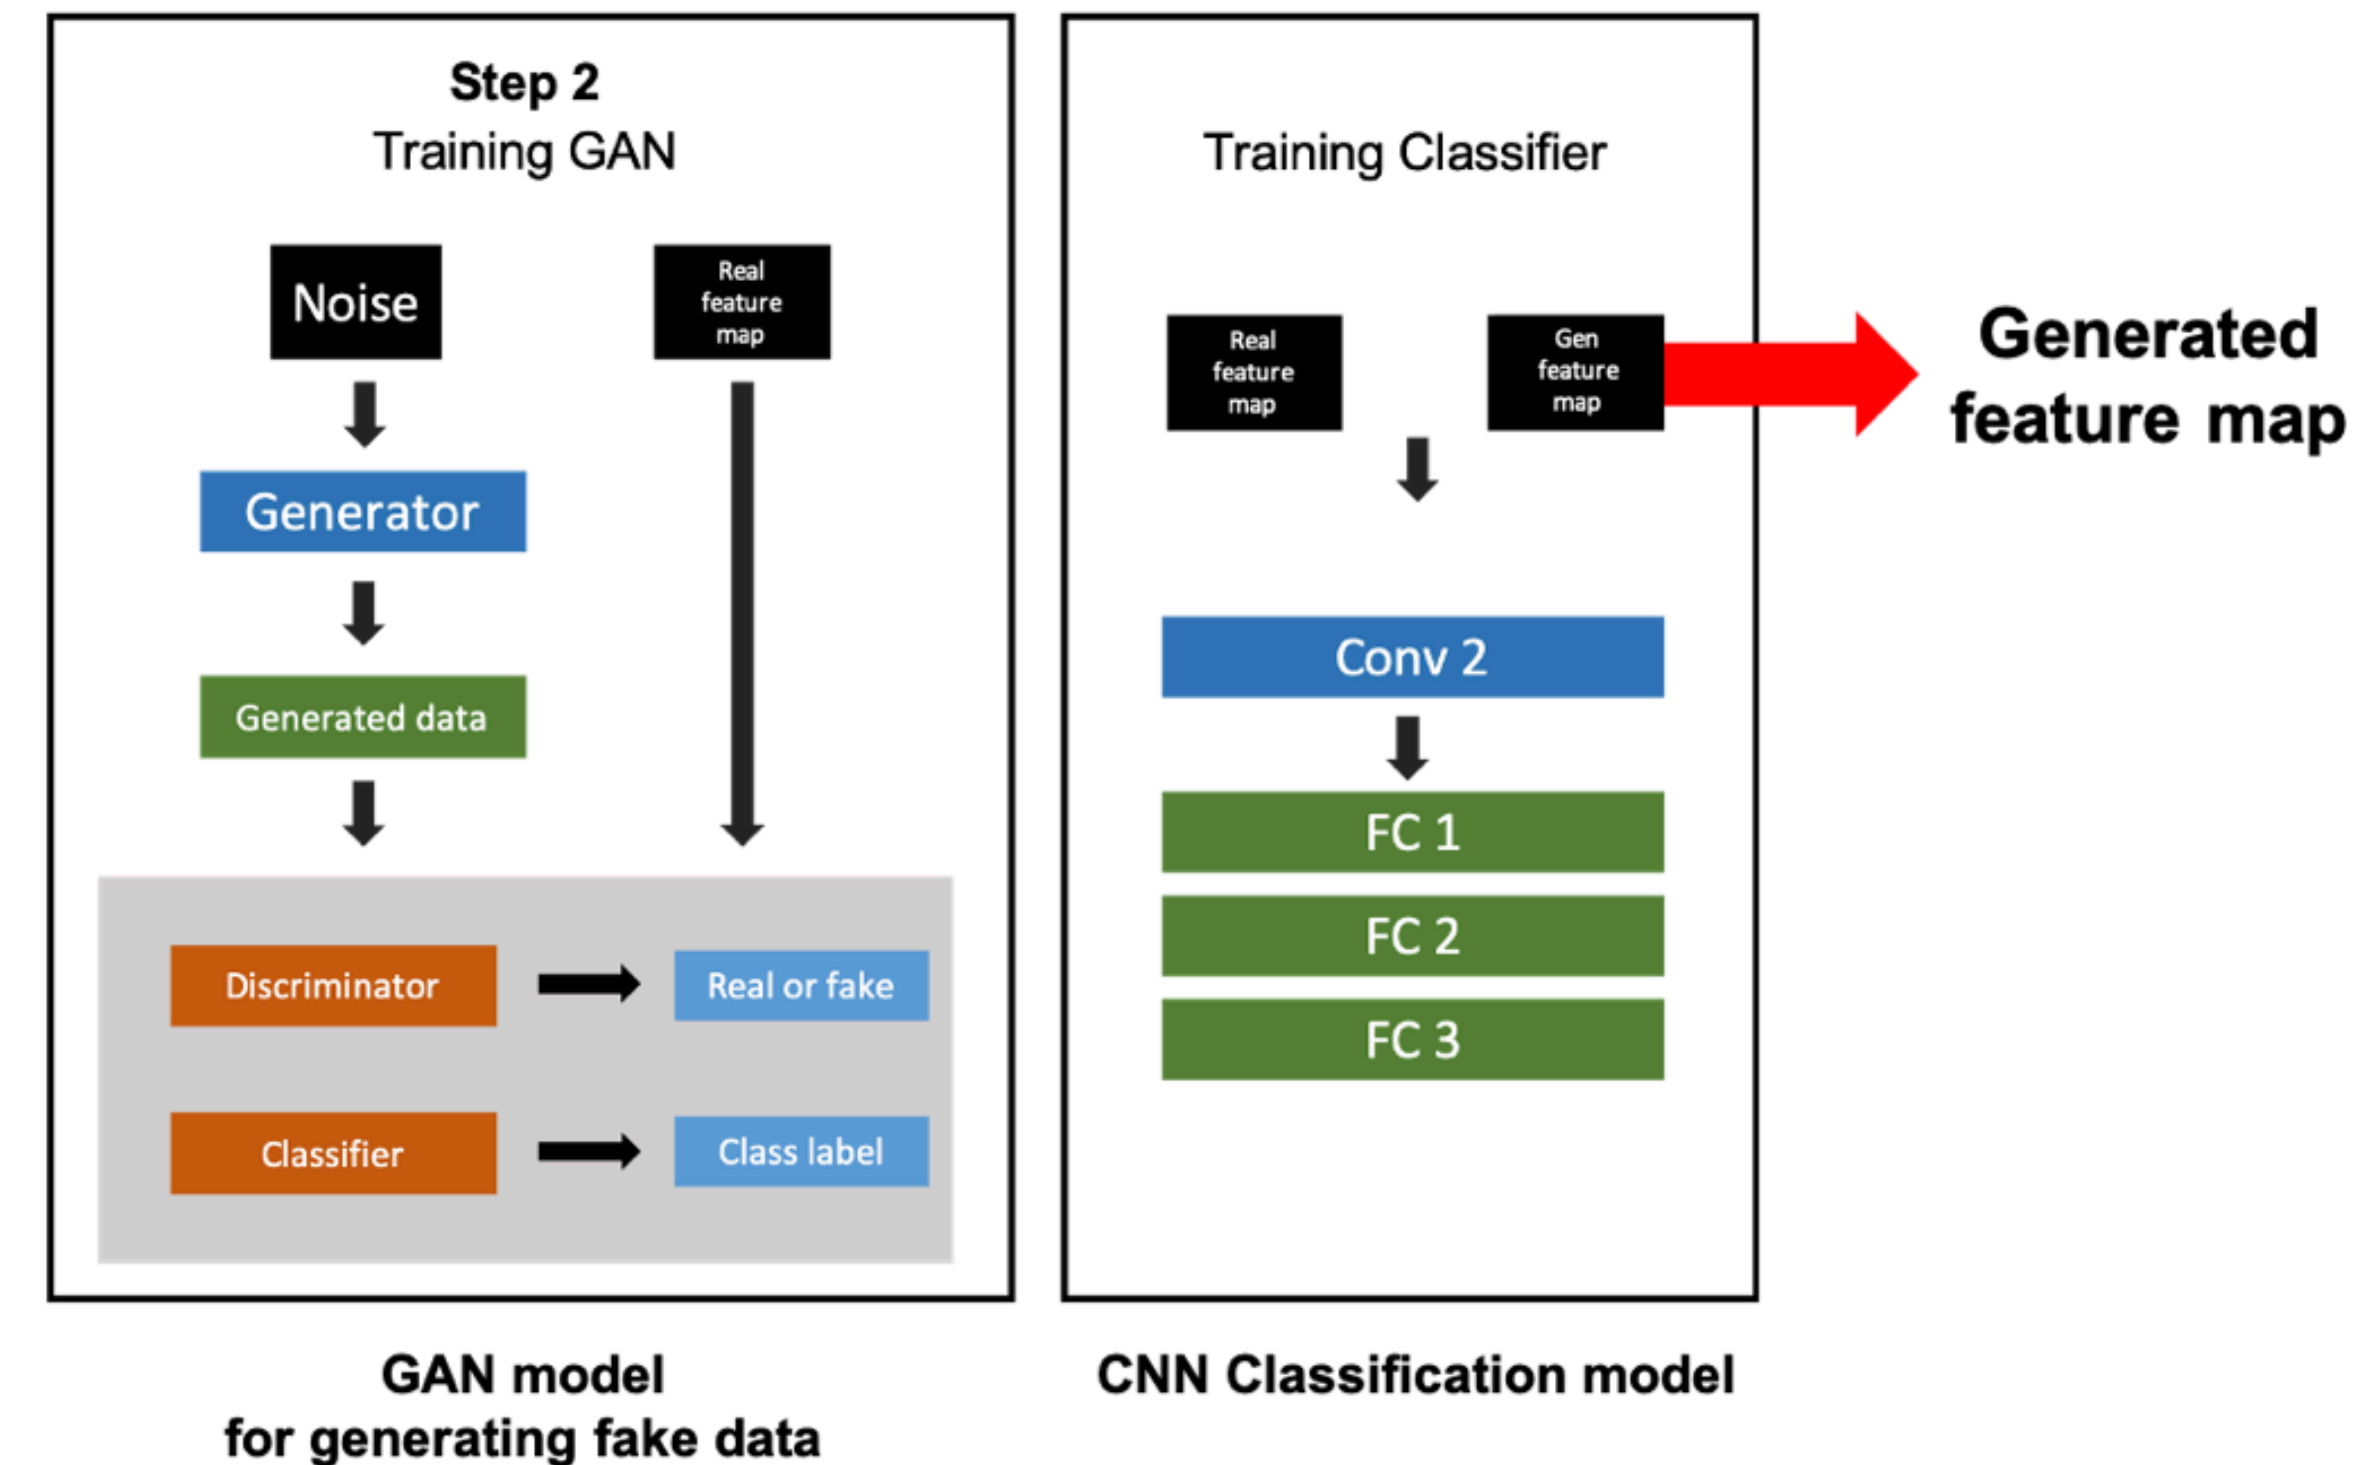 Step 2
Training GAN
Noise
Real
feature
map
Generator
Generated data
Discriminator
Real or fake
Classifier
Class label
GAN model
for generating fake data
Training Classifier
Real
feature
map
Gen
feature
map
Generated
feature map
Conv 2
FC 1
FC 2
FC 3
CNN Classification model